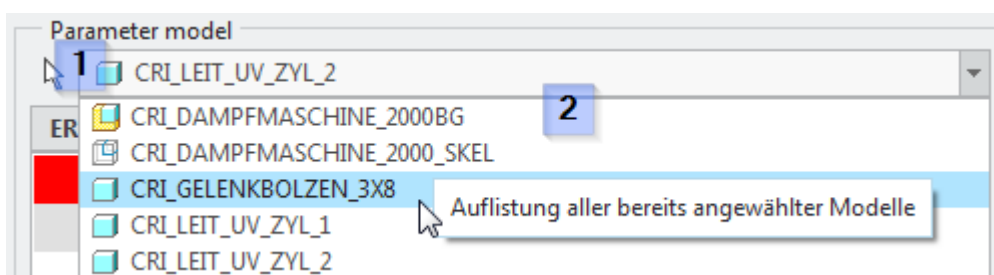 Parameter model
1
CRI_LEIT_UV_ZYL_2
CRI_DAMPFMASCHINE_2000BG
2
ER
CRI_DAMPFMASCHINE_2000_SKEL
CRI_GELENKBOLZEN_3X8
Auflistung aller bereits angewählter Modelle
CRI_LEIT_UV_ZYL_1
CRI_LEIT_UV_ZYL_2